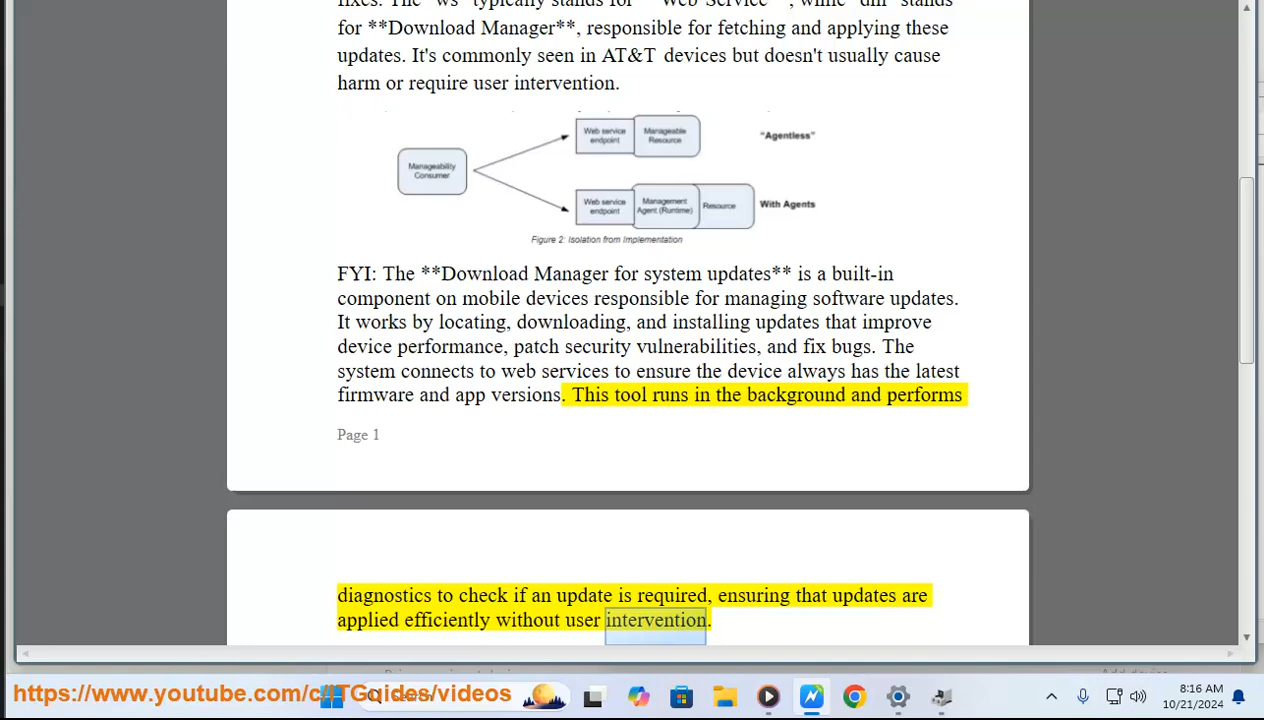 fixes. The "ws" typically stands for **Web Service**, while "dm" stands
for **Download Manager**, responsible for fetching and applying these
updates. It's commonly seen in AT&T devices but doesn't usually cause
harm or require user intervention.
Manageability
Consumer
Web service
endpoint
Manageable
Resource
"Agentless"
Web service
endpoint
Management
Agent (Runtime)
Resource
With Agents
Figure 2: Isolation from Implementation
FYI: The **Download Manager for system updates** is a built-in
component on mobile devices responsible for managing software updates.
It works by locating, downloading, and installing updates that improve
device performance, patch security vulnerabilities, and fix bugs. The
system connects to web services to ensure the device always has the latest
firmware and app versions. This tool runs in the background and performs
Page 1
diagnostics to check if an update is required, ensuring that updates are
applied efficiently without user intervention.
https://www.youtube.com/c/ITGuides/videos
8:16 AM
10/21/2024